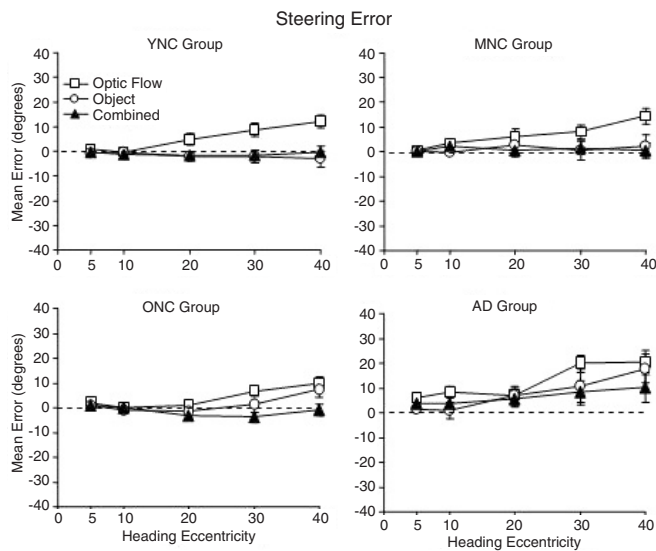 Steering Error
YNC Group
MNC Group
40
30
20
10
0
-10
-20
-30
-40
Mean Error (degrees)
Optic Flow
Object
Combined
0 5 10 20 30 40
40
30
20
10
0
-10
-20
-30
-40
0 5 10 20 30 40
ONC Group
AD Group
40
30
20
10
0
-10
-20
-30
-40
Mean Error (degrees)
0 5 10 20 30 40
Heading Eccentricity
40
30
20
10
0
-10
-20
-30
-40
0 5 10 20 30 40
Heading Eccentricity